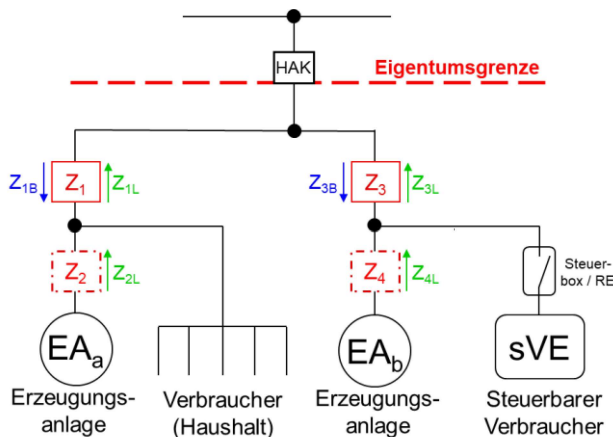 HAK
Eigentumsgrenze
Z1B
Z1
Z1L
Z3B
Z3
Z3L
Z2
Z2L
Z4
Z4L
Steuer-
box / RE
EAa
EAb
sVE
Erzeugungs-
anlage
Verbraucher
(Haushalt)
Erzeugungs-
anlage
Steuerbarer
Verbraucher